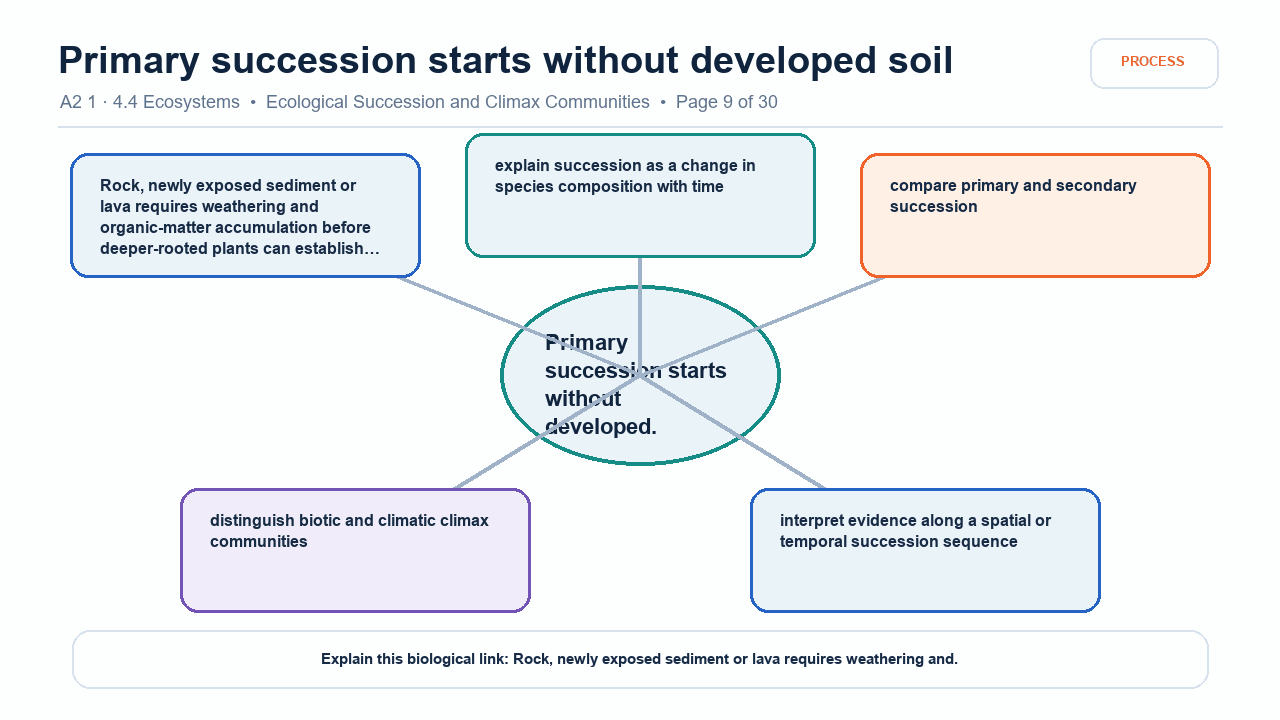 Primary succession starts without developed soil
PROCESS
A2 1 · 4.4 Ecosystems • Ecological Succession and Climax Communities • Page 9 of 30
Rock, newly exposed sediment or
lava requires weathering and
organic-matter accumulation before
deeper-rooted plants can establish…
explain succession as a change in
species composition with time
compare primary and secondary
succession
Primary
succession starts
without
developed.
distinguish biotic and climatic climax
communities
interpret evidence along a spatial or
temporal succession sequence
Explain this biological link: Rock, newly exposed sediment or lava requires weathering and.